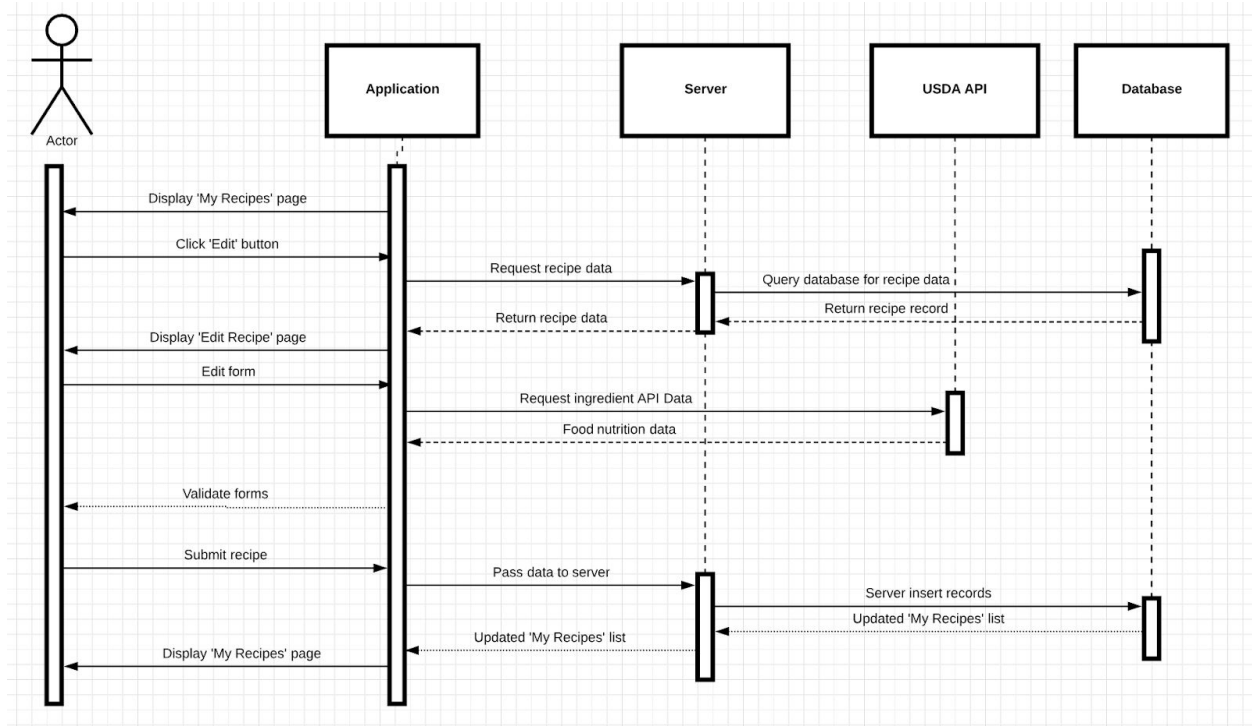 Actor
Application
Server
USDA API
Database
Display 'My Recipes' page
Click 'Edit' button
Request recipe data
Query database for recipe data
Return recipe record
Return recipe data
Display 'Edit Recipe' page
Edit form
Request ingredient API Data
Food nutrition data
Validate forms
Submit recipe
Pass data to server
Server insert records
Updated 'My Recipes' list
Updated 'My Recipes' list
Display 'My Recipes' page